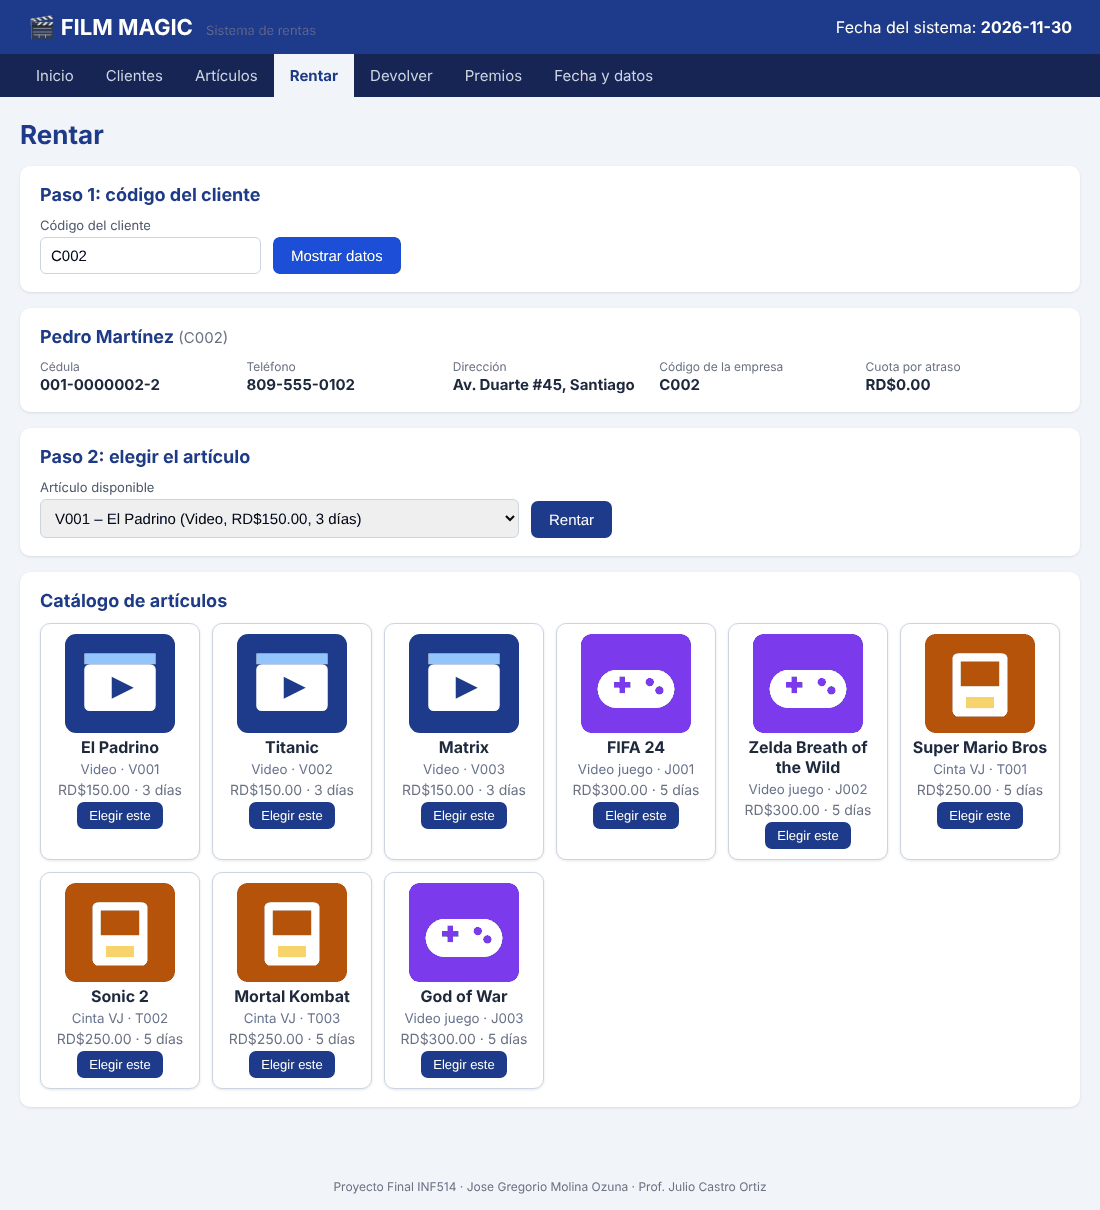 🎬 FILM MAGIC Sistema de rentas Fecha del sistema: 2026-11-30
Inicio Clientes Artículos Rentar Devolver Premios Fecha y datos
Rentar
Paso 1: código del cliente
Código del cliente
C002 Mostrar datos
Pedro Martínez (C002)
Cédula Teléfono Dirección Código de la empresa Cuota por atraso
001-0000002-2 809-555-0102 Av. Duarte #45, Santiago C002 RD$0.00
Paso 2: elegir el artículo
Artículo disponible
V001 – El Padrino (Video, RD$150.00, 3 días) Rentar
Catálogo de artículos
El Padrino
Video · V001
RD$150.00 · 3 días
Elegir este
Titanic
Video · V002
RD$150.00 · 3 días
Elegir este
Matrix
Video · V003
RD$150.00 · 3 días
Elegir este
FIFA 24
Video juego · J001
RD$300.00 · 5 días
Elegir este
Zelda Breath of
the Wild
Video juego · J002
RD$300.00 · 5 días
Elegir este
Super Mario Bros
Cinta VJ · T001
RD$250.00 · 5 días
Elegir este
Sonic 2
Cinta VJ · T002
RD$250.00 · 5 días
Elegir este
Mortal Kombat
Cinta VJ · T003
RD$250.00 · 5 días
Elegir este
God of War
Video juego · J003
RD$300.00 · 5 días
Elegir este
Proyecto Final INF514 · Jose Gregorio Molina Ozuna · Prof. Julio Castro Ortiz